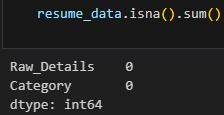 resume_data.isna().sum()
Raw_Details    0
Category       0
dtype: int64